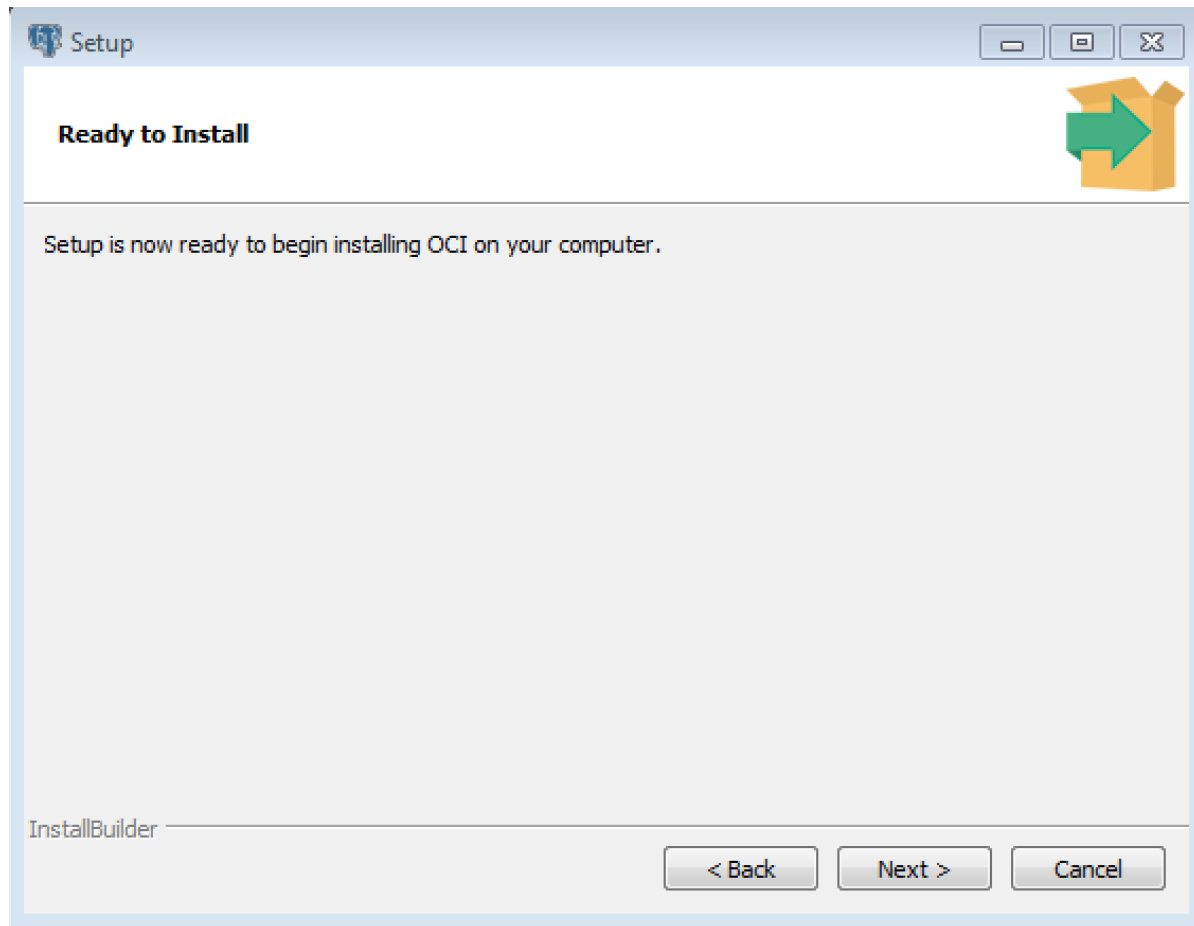 Setup
Ready to Install
Setup is now ready to begin installing OCI on your computer.
InstallBuilder
< Back
Next >
Cancel